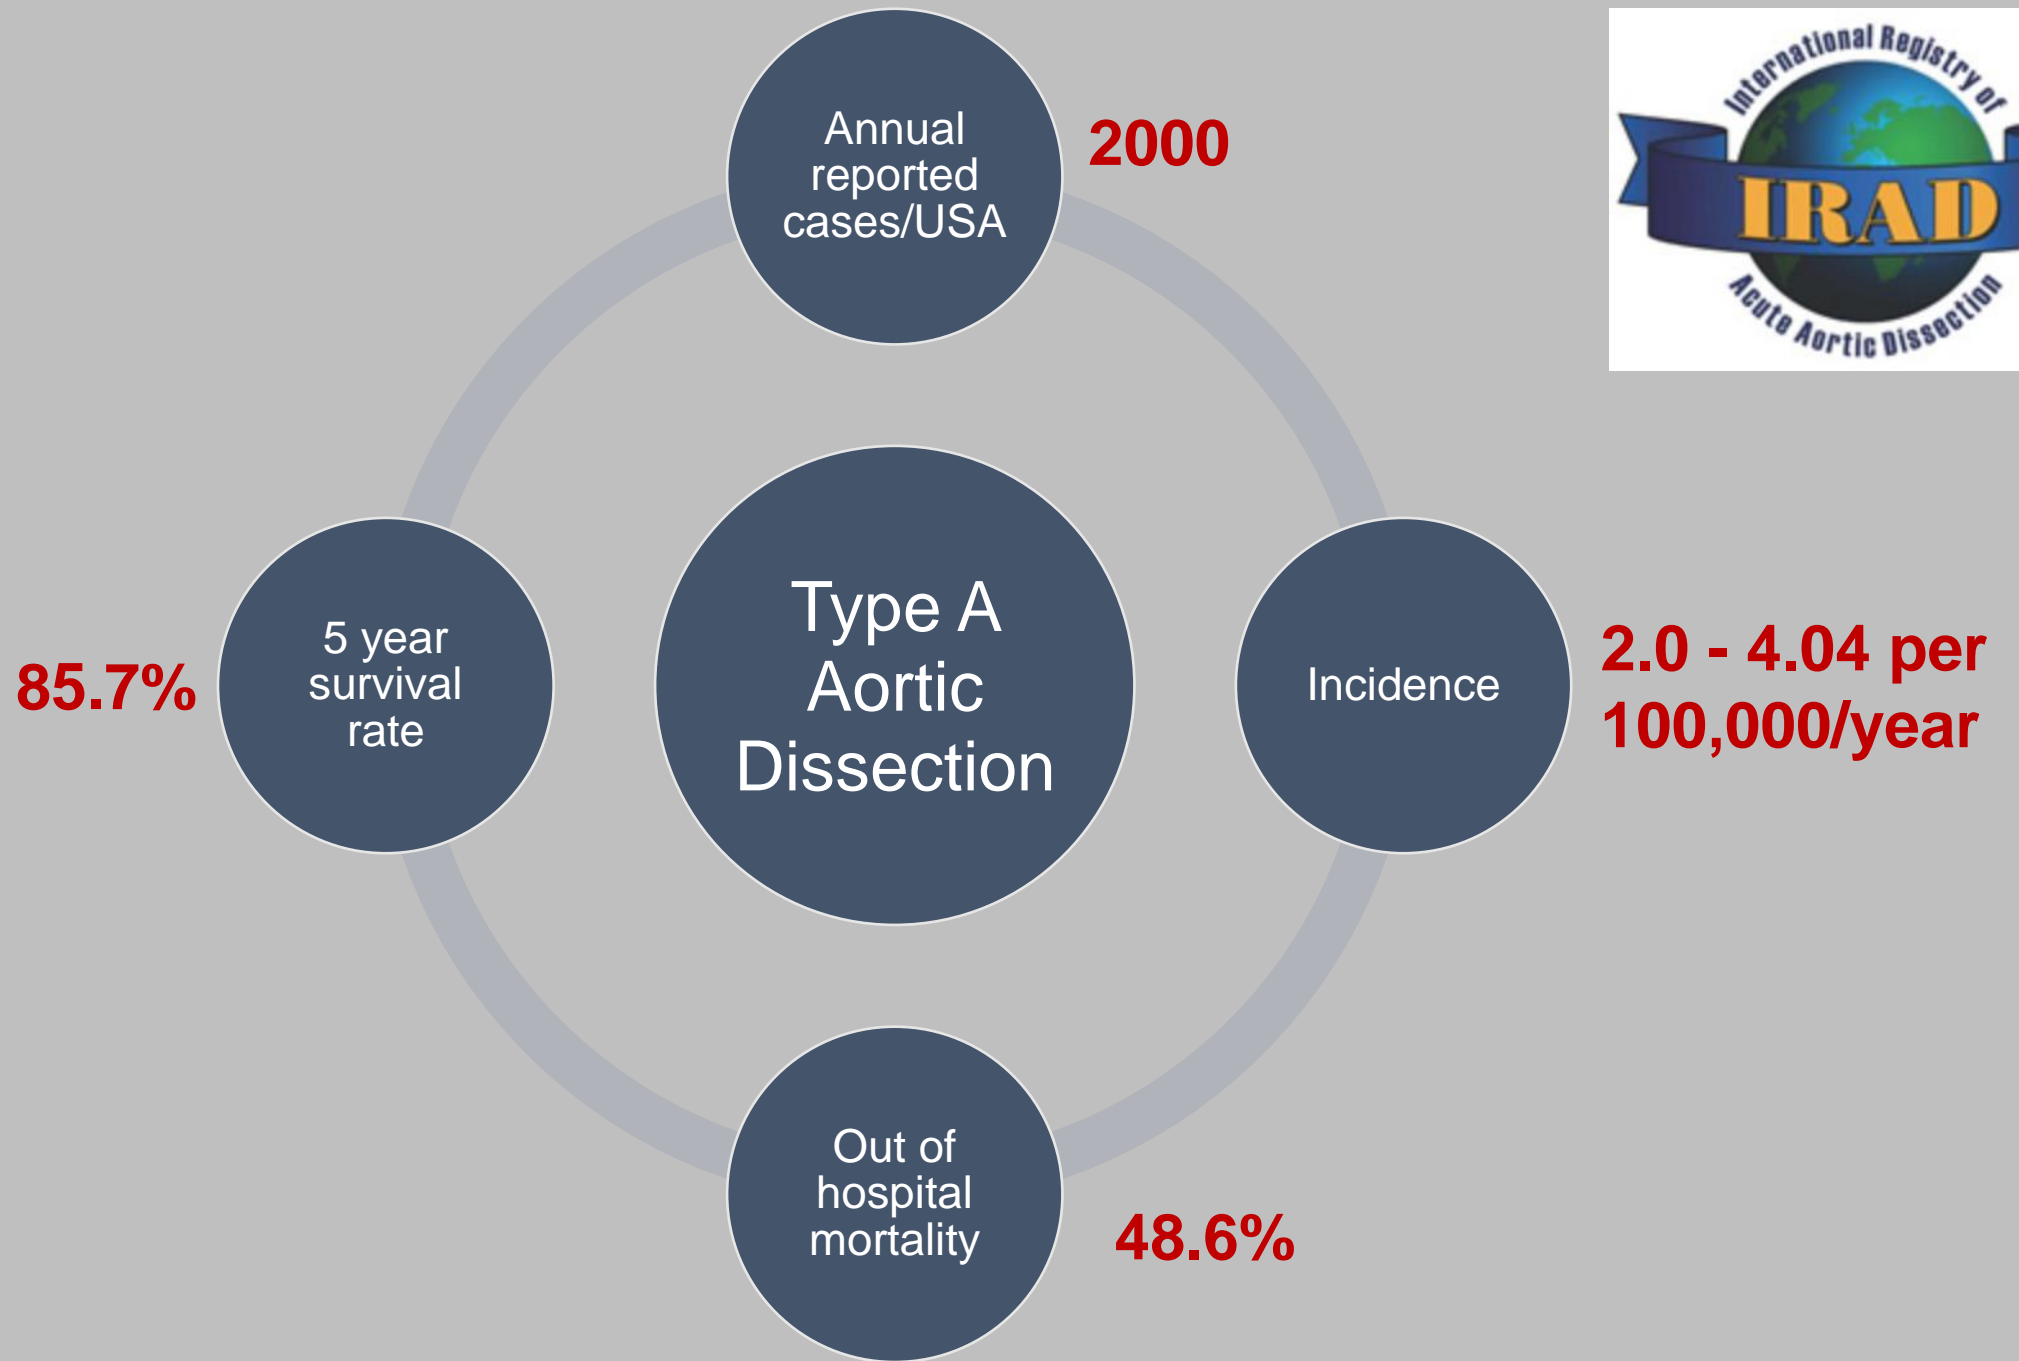 Annual
reported
cases/USA
2000
International Registry of
IRAD
Acute Aortic Dissection
5 year
survival
rate
85.7%
Type A
Aortic
Dissection
Incidence
2.0 - 4.04 per
100,000/year
Out of
hospital
mortality
48.6%